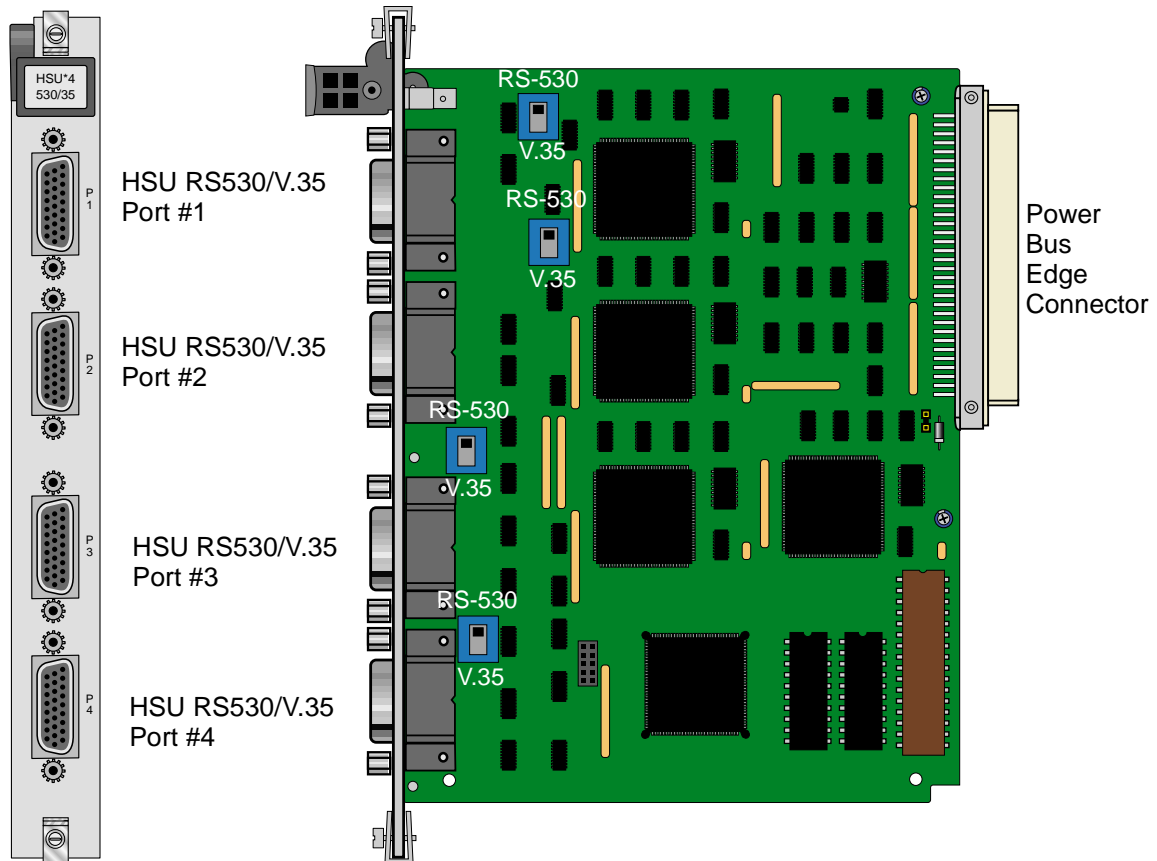 HSU*4
530/35
P
1
P
2
P
3
P
4
HSU RS530/V.35
Port #1
HSU RS530/V.35
Port #2
HSU RS530/V.35
Port #3
HSU RS530/V.35
Port #4
RS-530
V.35
RS-530
V.35
RS-530
V.35
RS-530
V.35
Power
Bus
Edge
Connector